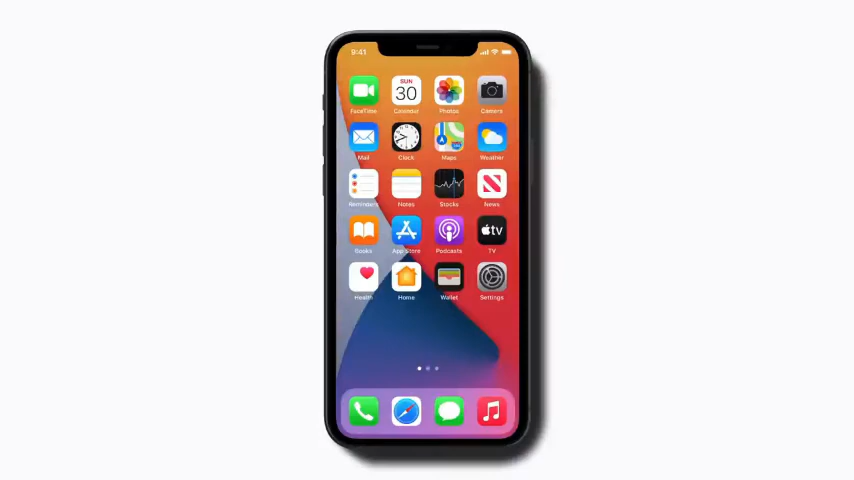 9:41
SUN
30
FaceTime
Calendar
Photos
Camera
Mail
Clock
Maps
Weather
Reminders
Notes
Stocks
News
Books
App Store
Podcasts
tv
TV
Health
Home
Wallet
Settings